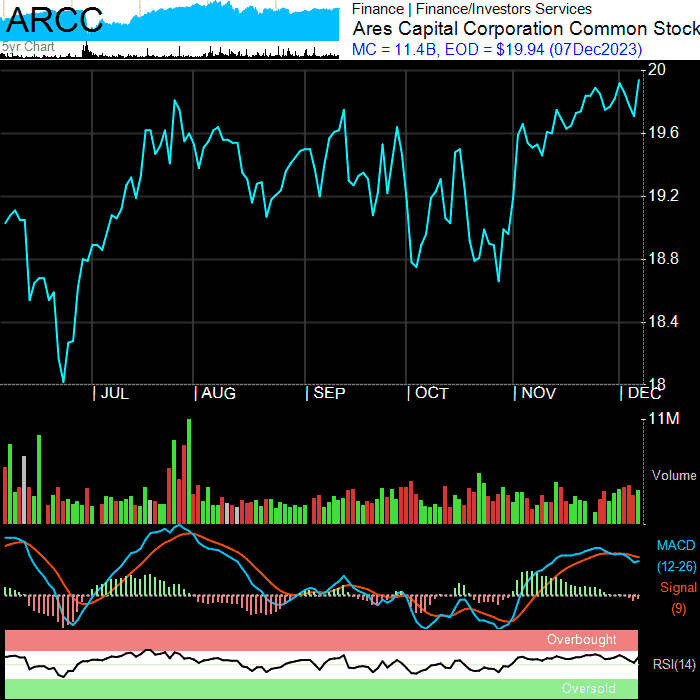 ARCC
5yr Chart
Finance | Finance/Investors Services
Ares Capital Corporation Common Stock
MC = 11.4B, EOD = $19.94 (07Dec2023)
20
19.6
19.2
18.8
18.4
18
JUL AUG SEP OCT NOV DEC
11M
Volume
MACD
(12-26)
Signal
(9)
Overbought
RSI(14)
Oversold